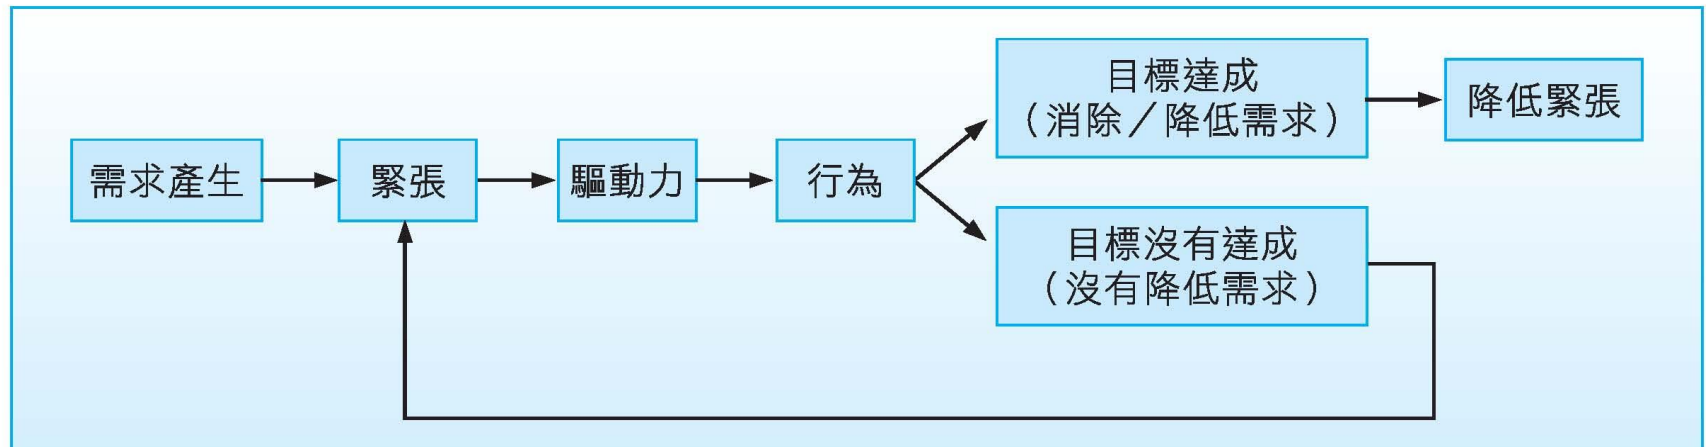 需求產生
緊張
驅動力
行為
目標達成
（消除／降低需求）
降低緊張
目標沒有達成
（沒有降低需求）